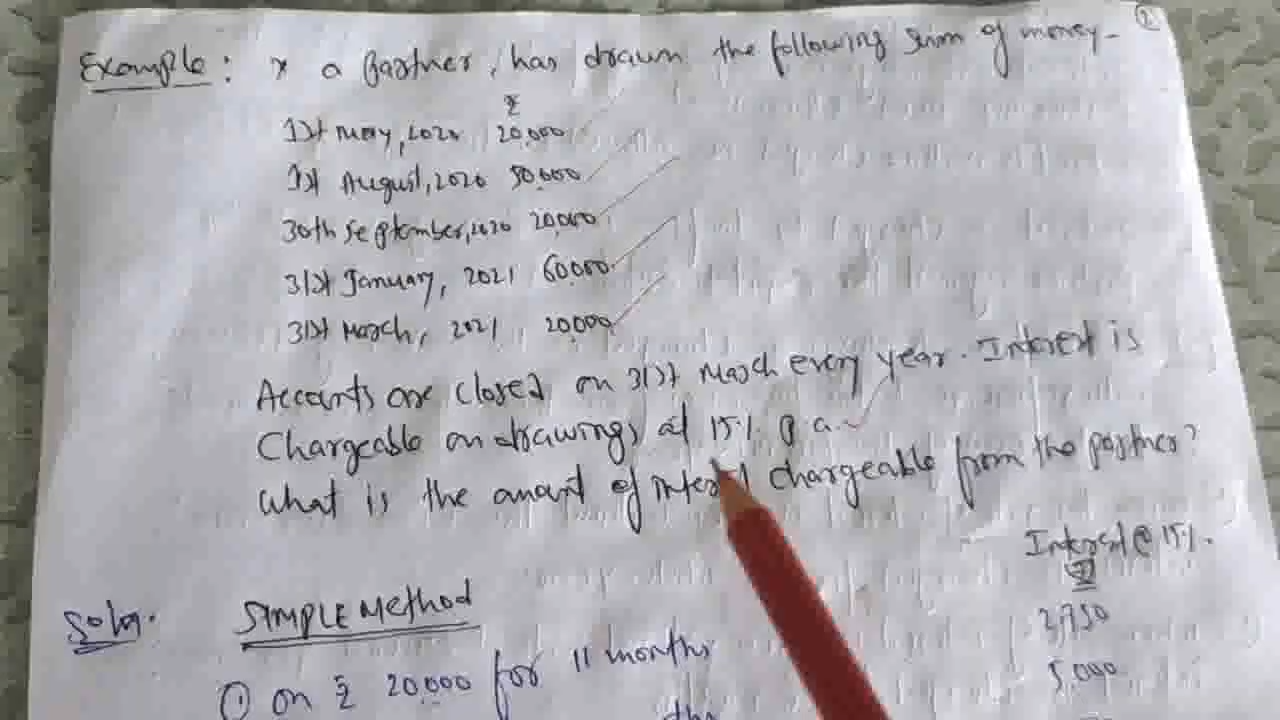 ②
Example: X a partner, has drawn the following sum of money-
₹
1st May, 2020 20,000
1st August, 2020 50,000
30th September, 2020 20,000
31st January, 2021 60,000
31st March, 2021 20,000
Accounts are closed on 31st March every year. Interest is
Chargeable on drawings at 15% p a.
What is the amount of interest chargeable from the partner?
Interest @ 15%.
₹
Soln. SIMPLE Method
① on ₹ 20,000 for 11 months
5,000